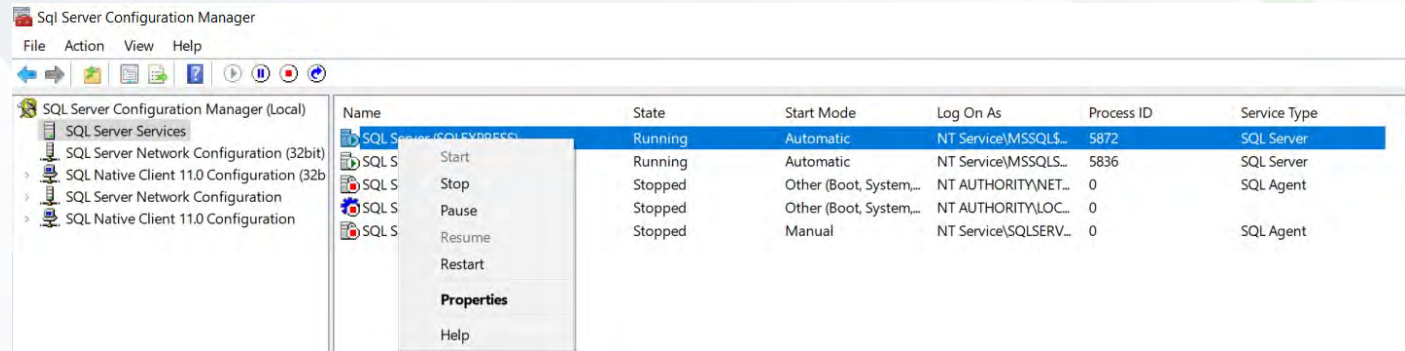 Sql Server Configuration Manager
File Action View Help
SQL Server Configuration Manager (Local)
SQL Server Services
SQL Server Network Configuration (32bit)
SQL Native Client 11.0 Configuration (32b
SQL Server Network Configuration
SQL Native Client 11.0 Configuration
Name State Start Mode Log On As Process ID Service Type
SQL Server (SQLEXPRESS) Running Automatic NT Service\MSSQL$... 5872 SQL Server
SQL S Running Automatic NT Service\MSSQLS... 5836 SQL Server
SQL S Stopped Other (Boot, System,... NT AUTHORITY\NET... 0 SQL Agent
SQL S Stopped Other (Boot, System,... NT AUTHORITY\LOC... 0
SQL S Stopped Manual NT Service\SQLSERV... 0 SQL Agent
Start
Stop
Pause
Resume
Restart
Properties
Help